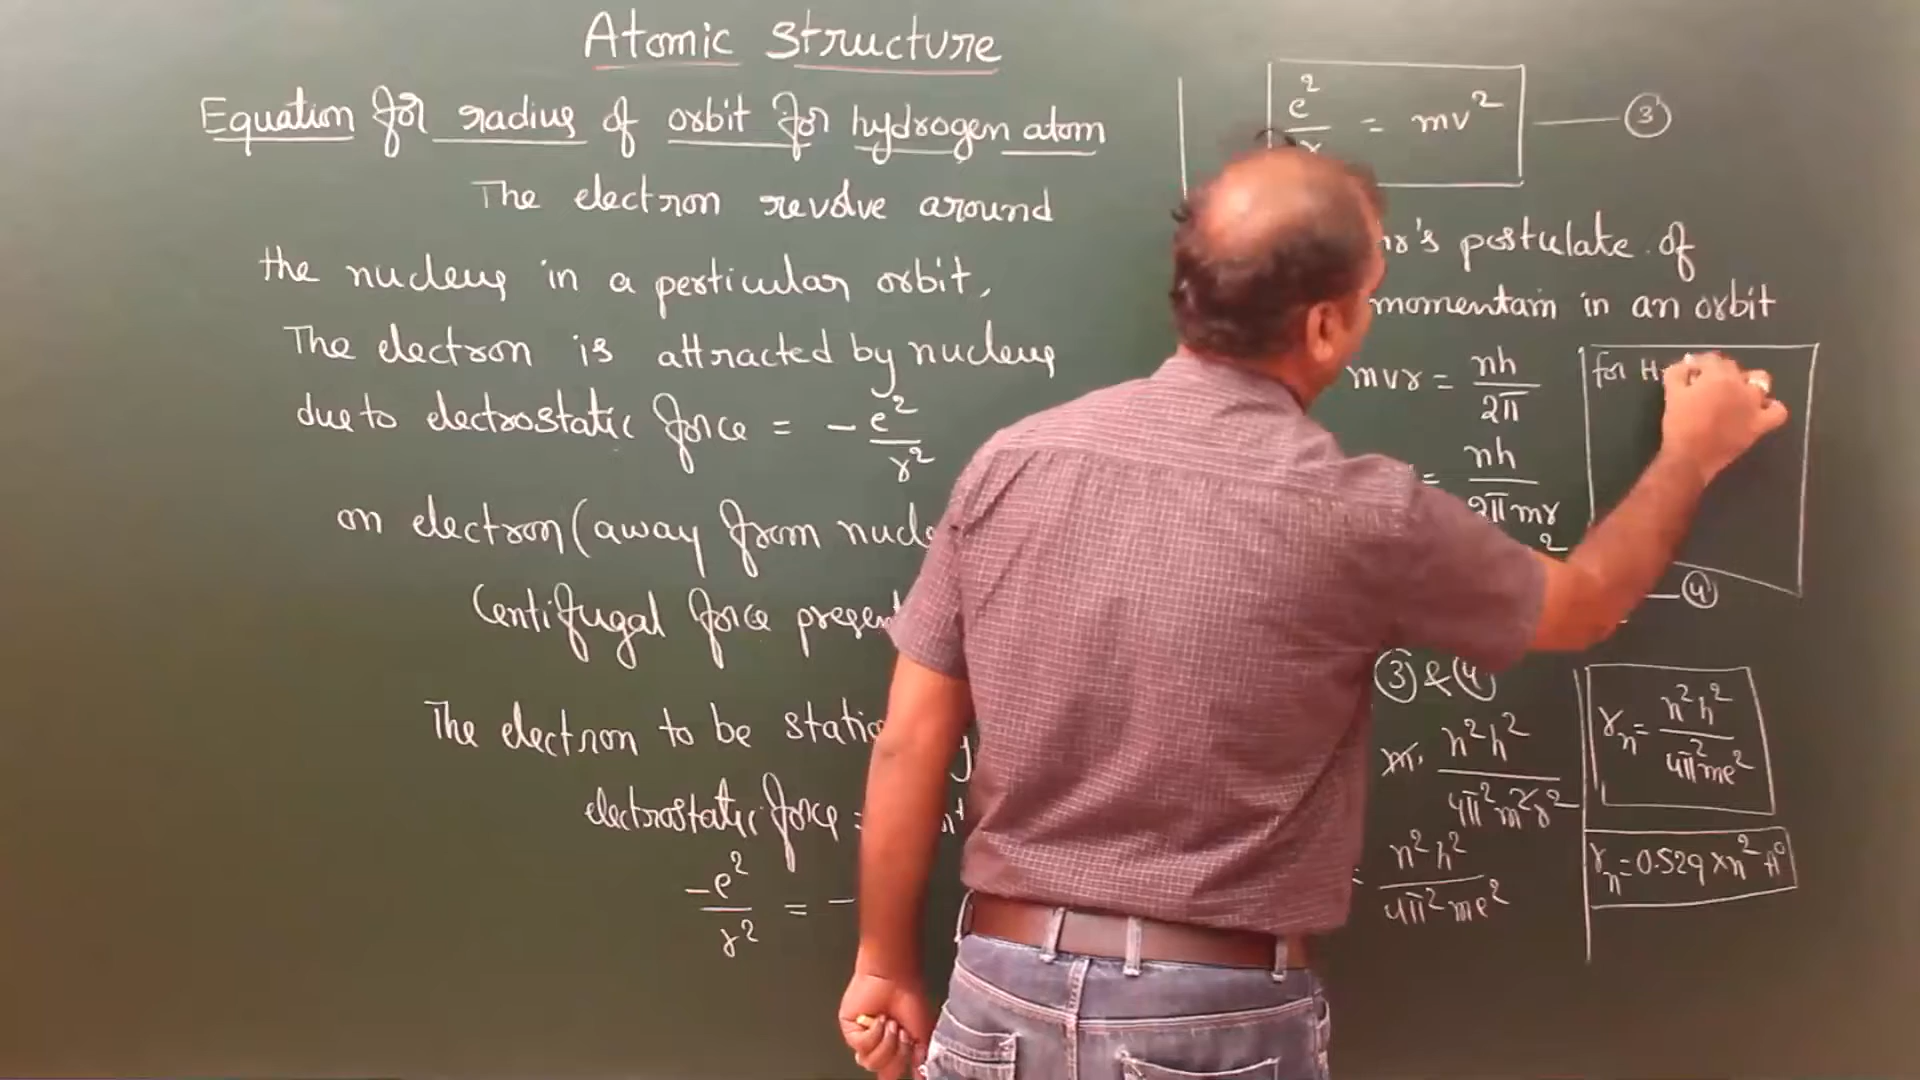 Atomic structure
Equation for radius of orbit for hydrogen atom
The electron revolve around
the nucleus in a perticular orbit,
The electron is attracted by nucleus
due to electrostatic force = - e²/r²
on electron (away from
Centifugal force
The electron to be
electrostatic force =
-e²/r² = -
e²/r = mv² — ③
postulate of
momentam in an orbit
mvr = nh/2π
= nh/2πmr
2
— ④
③ & ④
m. n²h²/4π²m²r²
= n²h²/4π²me²
for H
rₙ = n²h²/4π²me²
rₙ = 0.529 × n² A⁰